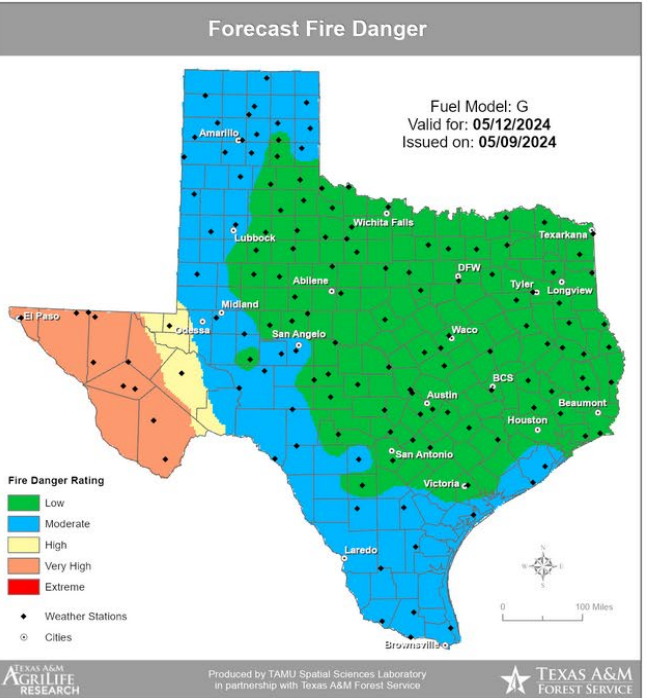 Forecast Fire Danger
Fuel Model: G
Valid for: 05/12/2024
Issued on: 05/09/2024
Amarillo
Wichita Falls
Texarkana
Lubbock
DFW
Abilene
Tyler
Longview
Midland
El Paso
Odessa
San Angelo
Waco
BCS
Austin
Beaumont
Houston
San Antonio
Victoria
Laredo
Brownsville
Fire Danger Rating
Low
Moderate
High
Very High
Extreme
Weather Stations
Cities
N
W E
S
0 100 Miles
TEXAS A&M
AGRILIFE
RESEARCH
Produced by TAMU Spatial Sciences Laboratory
in partnership with Texas A&M Forest Service
TEXAS A&M
FOREST SERVICE